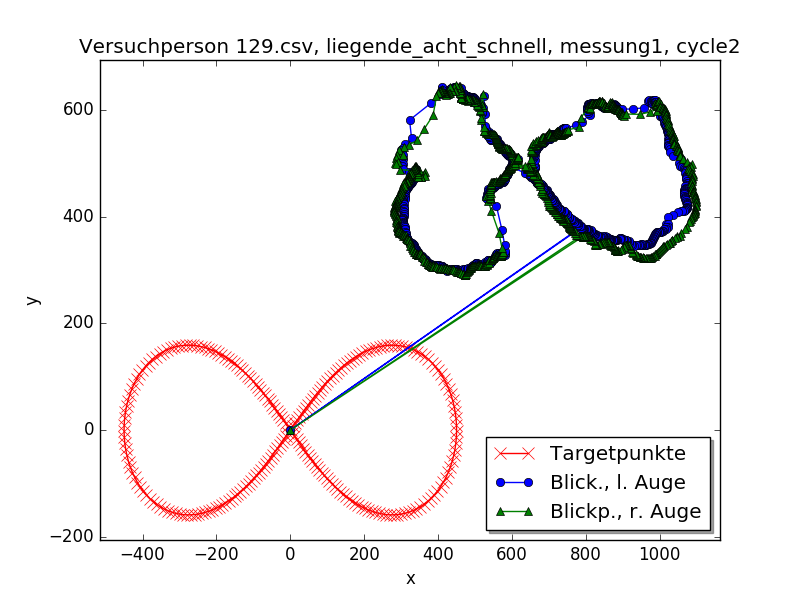 Versuchperson 129.csv, liegende_acht_schnell, messung1, cycle2
600
400
200
0
−200
y
−400 −200 0 200 400 600 800 1000
x
Targetpunkte
Blick., l. Auge
Blickp., r. Auge